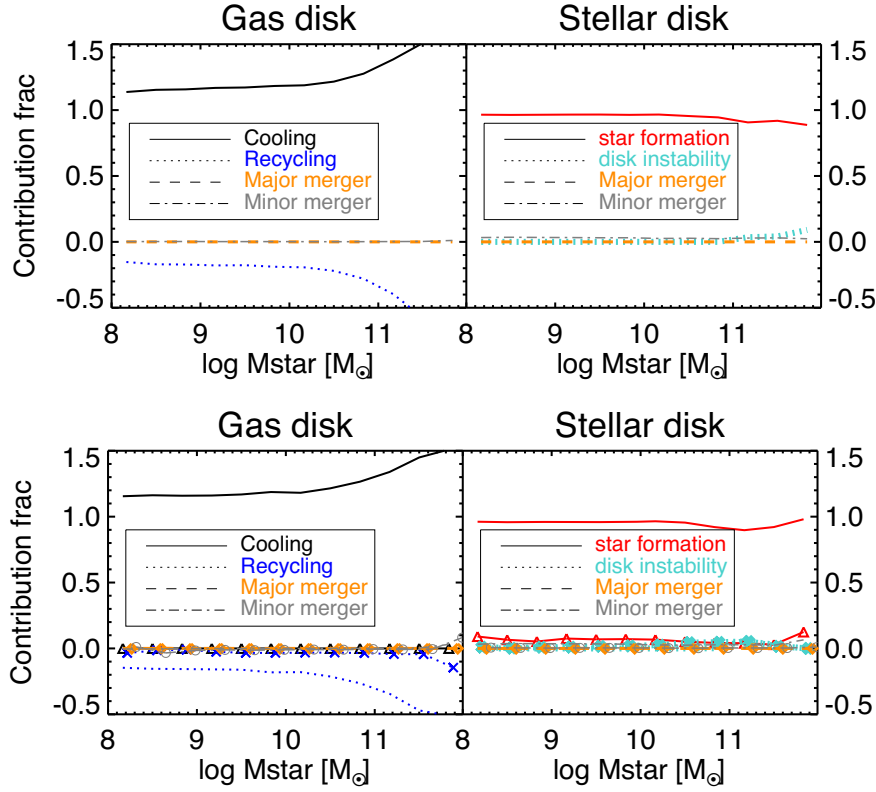 Gas disk Stellar disk
1.5 1.5
Contribution frac
1.0 1.0
Cooling star formation
Recycling disk instability
0.5 0.5
Major merger Major merger
Minor merger Minor merger
0.0 0.0
-0.5 -0.5
8 9 10 11 8 9 10 11
log Mstar [M⊙] log Mstar [M⊙]
Gas disk Stellar disk
1.5 1.5
Contribution frac
1.0 1.0
Cooling star formation
Recycling disk instability
0.5 0.5
Major merger Major merger
Minor merger Minor merger
0.0 0.0
-0.5 -0.5
8 9 10 11 8 9 10 11
log Mstar [M⊙] log Mstar [M⊙]